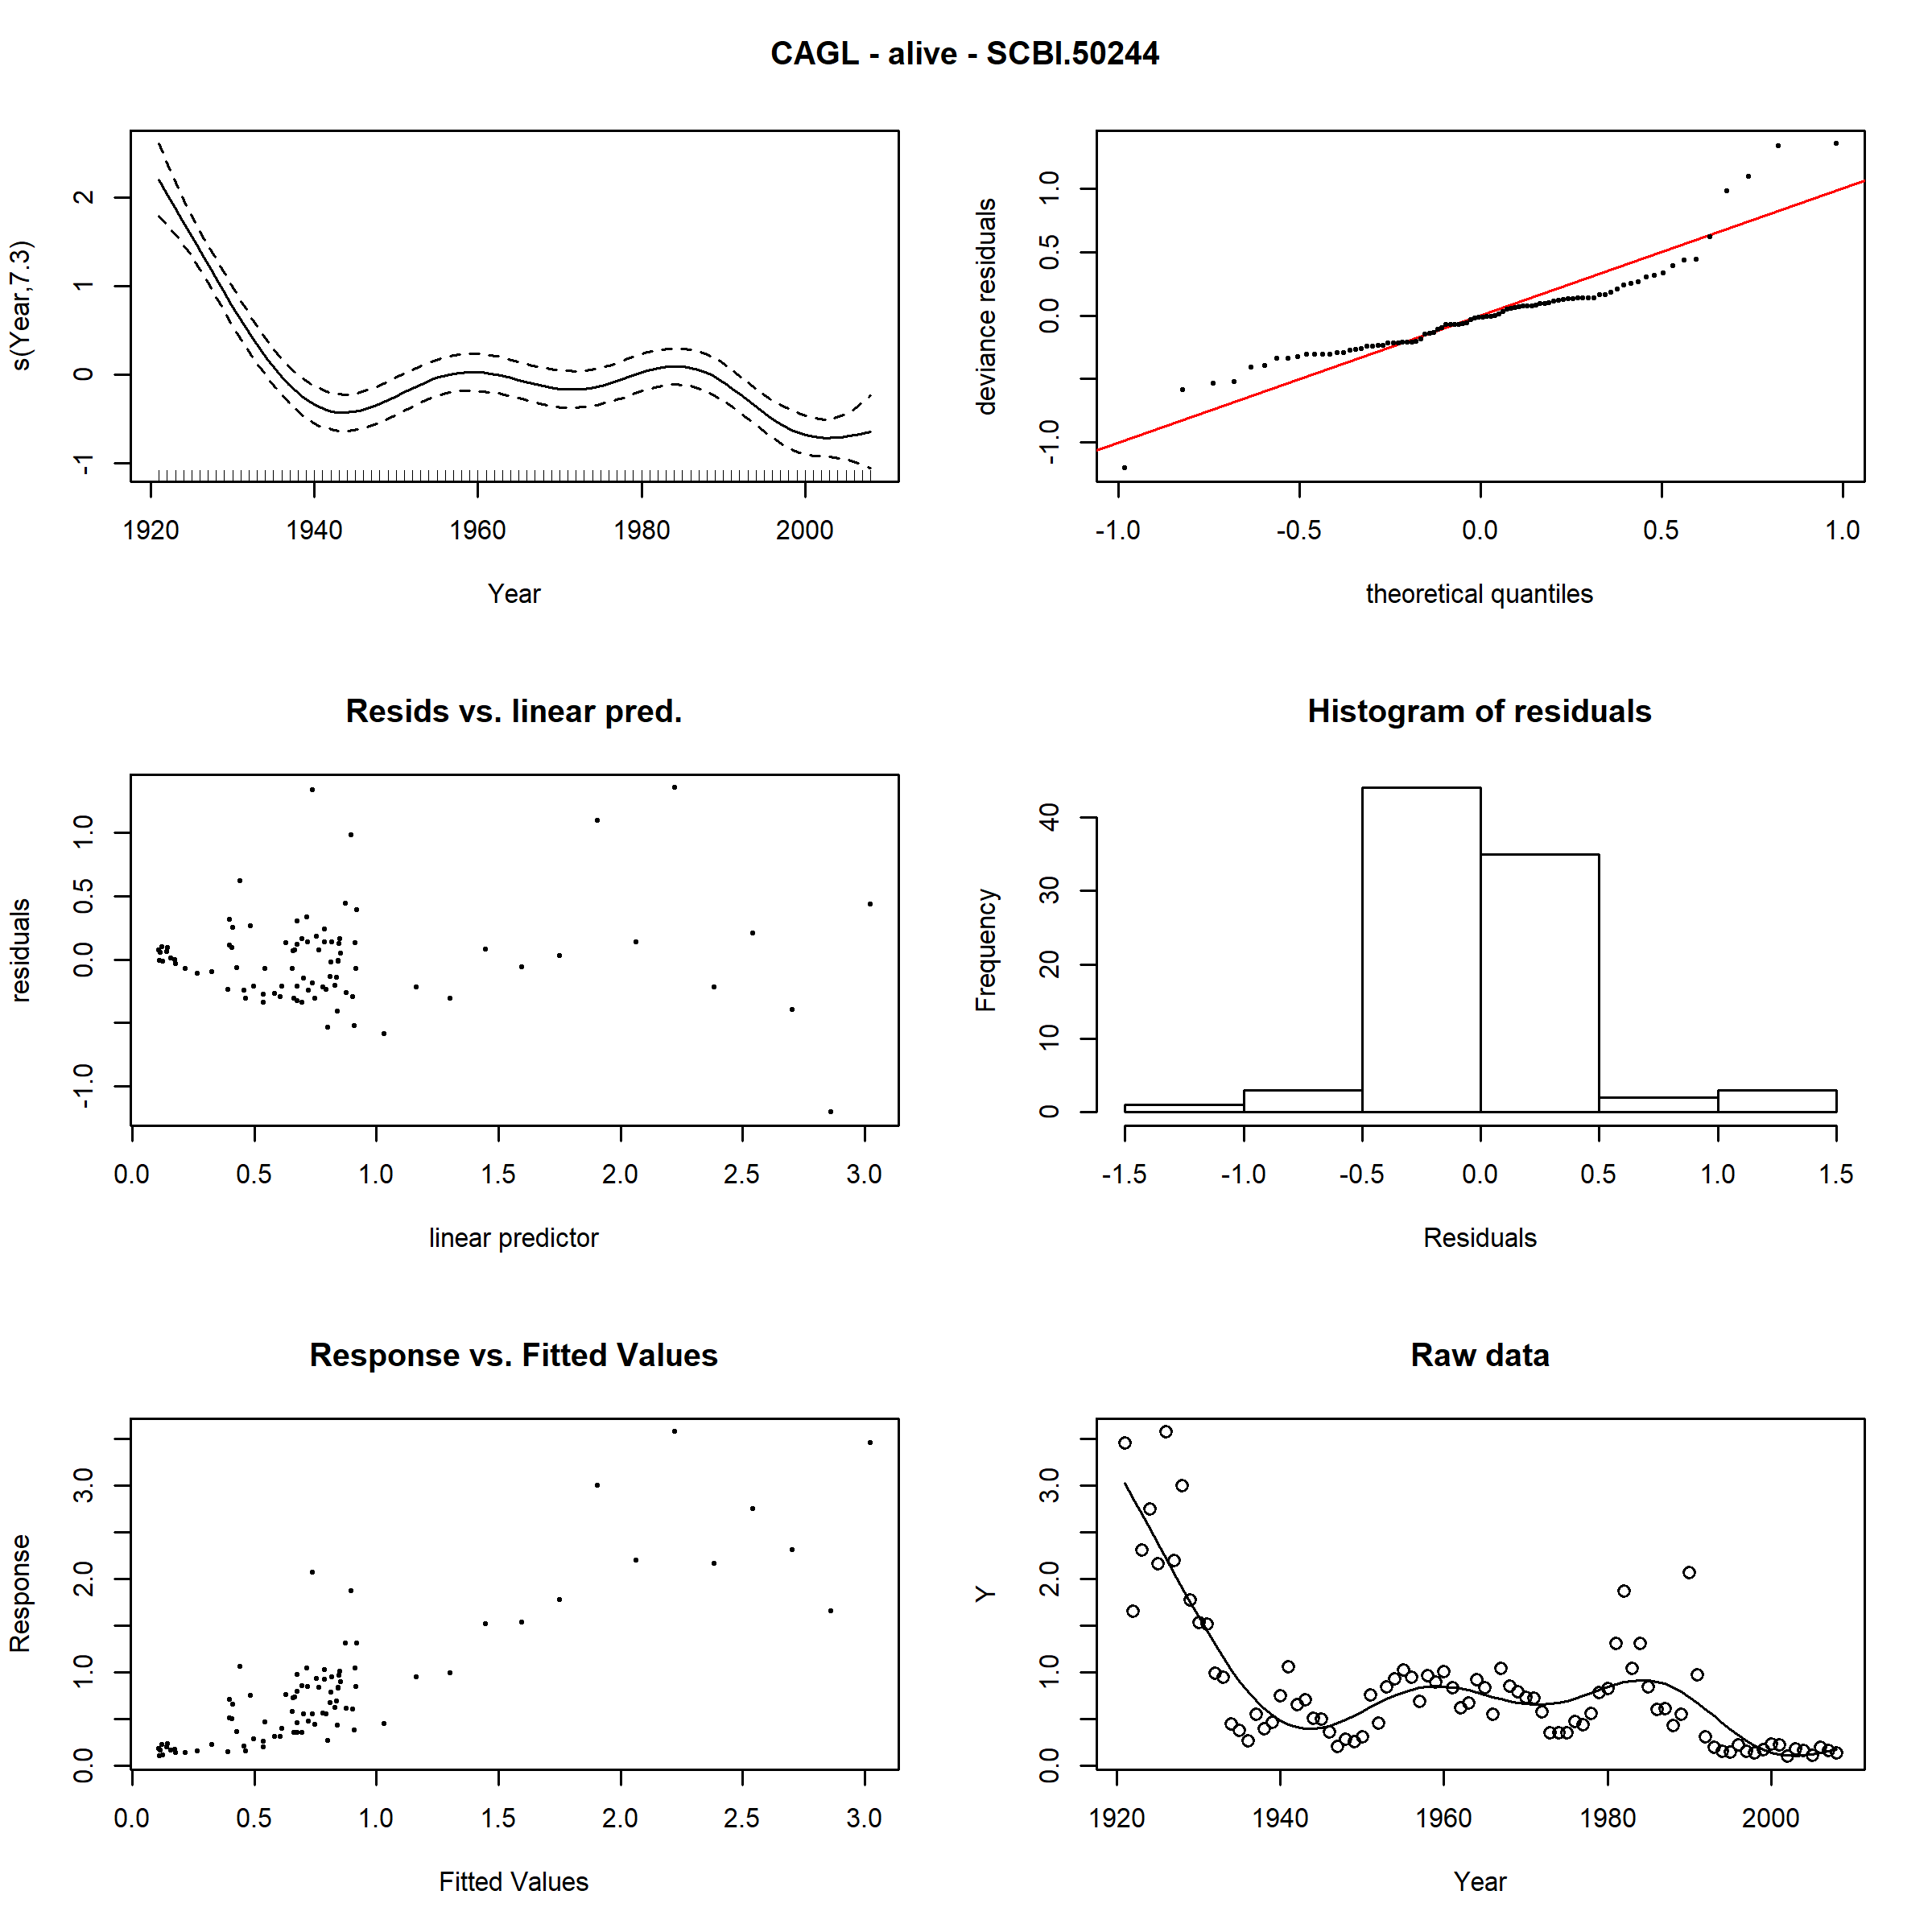 CAGL - alive - SCBI.50244
s(Year,7.3)
2
1
0
-1
1920 1940 1960 1980 2000
Year
deviance residuals
1.0
0.5
0.0
-1.0
-1.0 -0.5 0.0 0.5 1.0
theoretical quantiles
Resids vs. linear pred.
residuals
1.0
0.5
0.0
-1.0
0.0 0.5 1.0 1.5 2.0 2.5 3.0
linear predictor
Histogram of residuals
Frequency
40
30
20
10
0
-1.5 -1.0 -0.5 0.0 0.5 1.0 1.5
Residuals
Response vs. Fitted Values
Response
3.0
2.0
1.0
0.0
0.0 0.5 1.0 1.5 2.0 2.5 3.0
Fitted Values
Raw data
Y
3.0
2.0
1.0
0.0
1920 1940 1960 1980 2000
Year